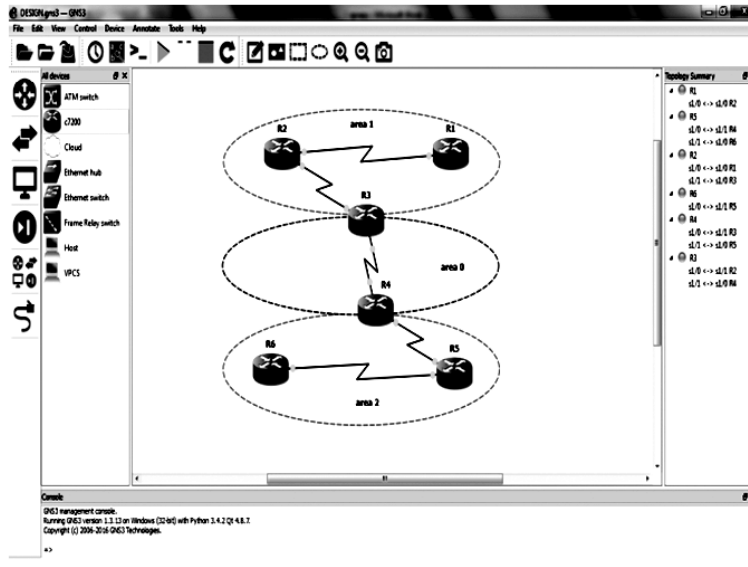 DESIGN.gns3 — GNS3
File Edit View Control Device Annotate Tools Help
All devices
ATM switch
c7200
Cloud
Ethernet hub
Ethernet switch
Frame Relay switch
Host
VPCS
area 1
R2
R1
R3
area 0
R4
R6
R5
area 2
Topology Summary
R1
s1/0 <-> s1/0 R2
R5
s1/0 <-> s1/1 R4
s1/1 <-> s1/0 R6
R2
s1/0 <-> s1/0 R1
s1/1 <-> s1/0 R3
R6
s1/0 <-> s1/1 R5
R4
s1/0 <-> s1/1 R3
s1/1 <-> s1/0 R5
R3
s1/0 <-> s1/1 R2
s1/1 <-> s1/0 R4
Console
GNS3 management console.
Running GNS3 version 1.3.13 on Windows (32-bit) with Python 3.4.2 Qt 4.8.7.
Copyright (c) 2006-2016 GNS3 Technologies.
=>